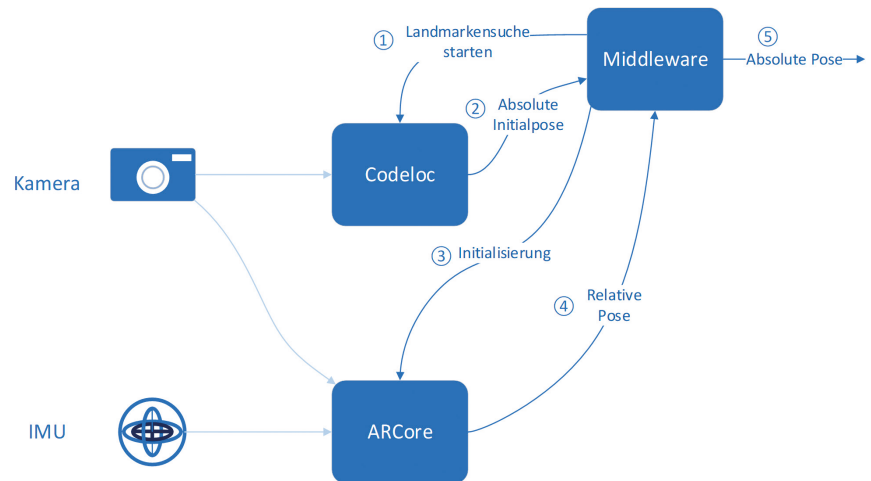 ① Landmarkensuche
starten
Middleware
⑤
Absolute Pose
② Absolute
Initialpose
Codeloc
Kamera
③ Initialisierung
④ Relative
Pose
IMU
ARCore